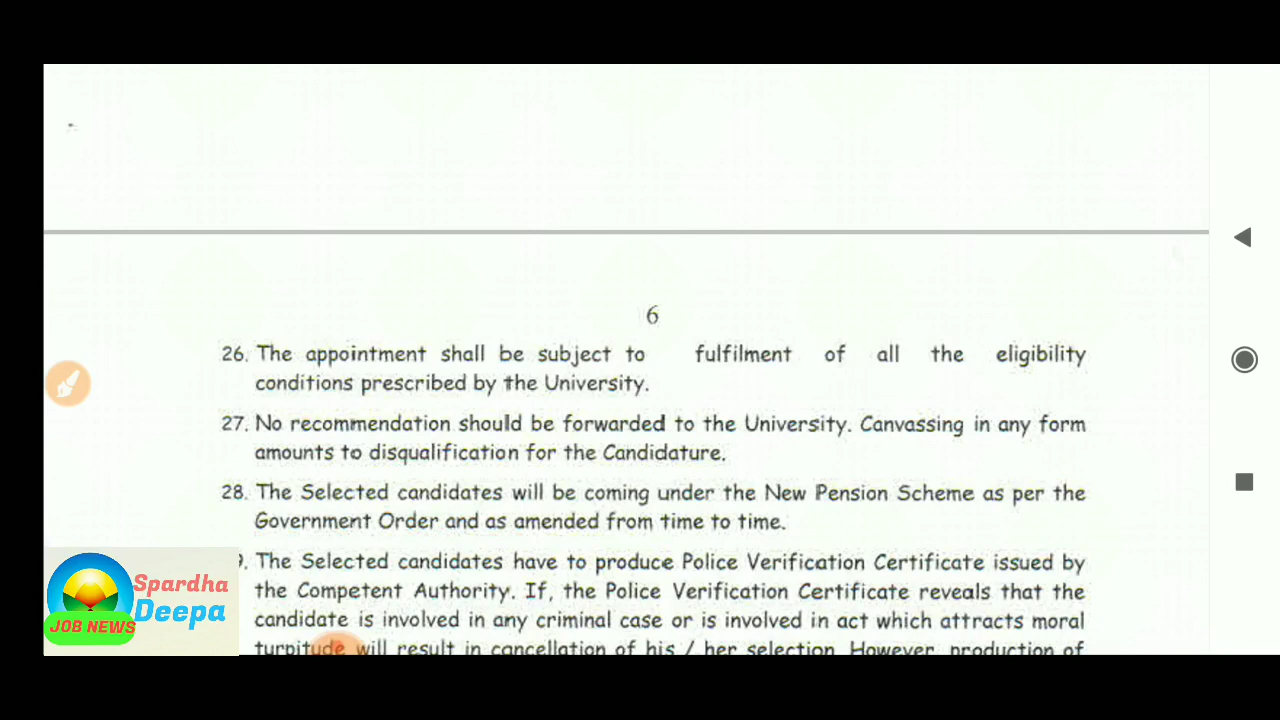 6
26. The appointment shall be subject to fulfilment of all the eligibility
conditions prescribed by the University.
27. No recommendation should be forwarded to the University. Canvassing in any form
amounts to disqualification for the Candidature.
28. The Selected candidates will be coming under the New Pension Scheme as per the
Government Order and as amended from time to time.
9. The Selected candidates have to produce Police Verification Certificate issued by
the Competent Authority. If, the Police Verification Certificate reveals that the
candidate is involved in any criminal case or is involved in act which attracts moral
turpitude will result in cancellation of his / her selection. However, production of
Spardha
Deepa
JOB NEWS